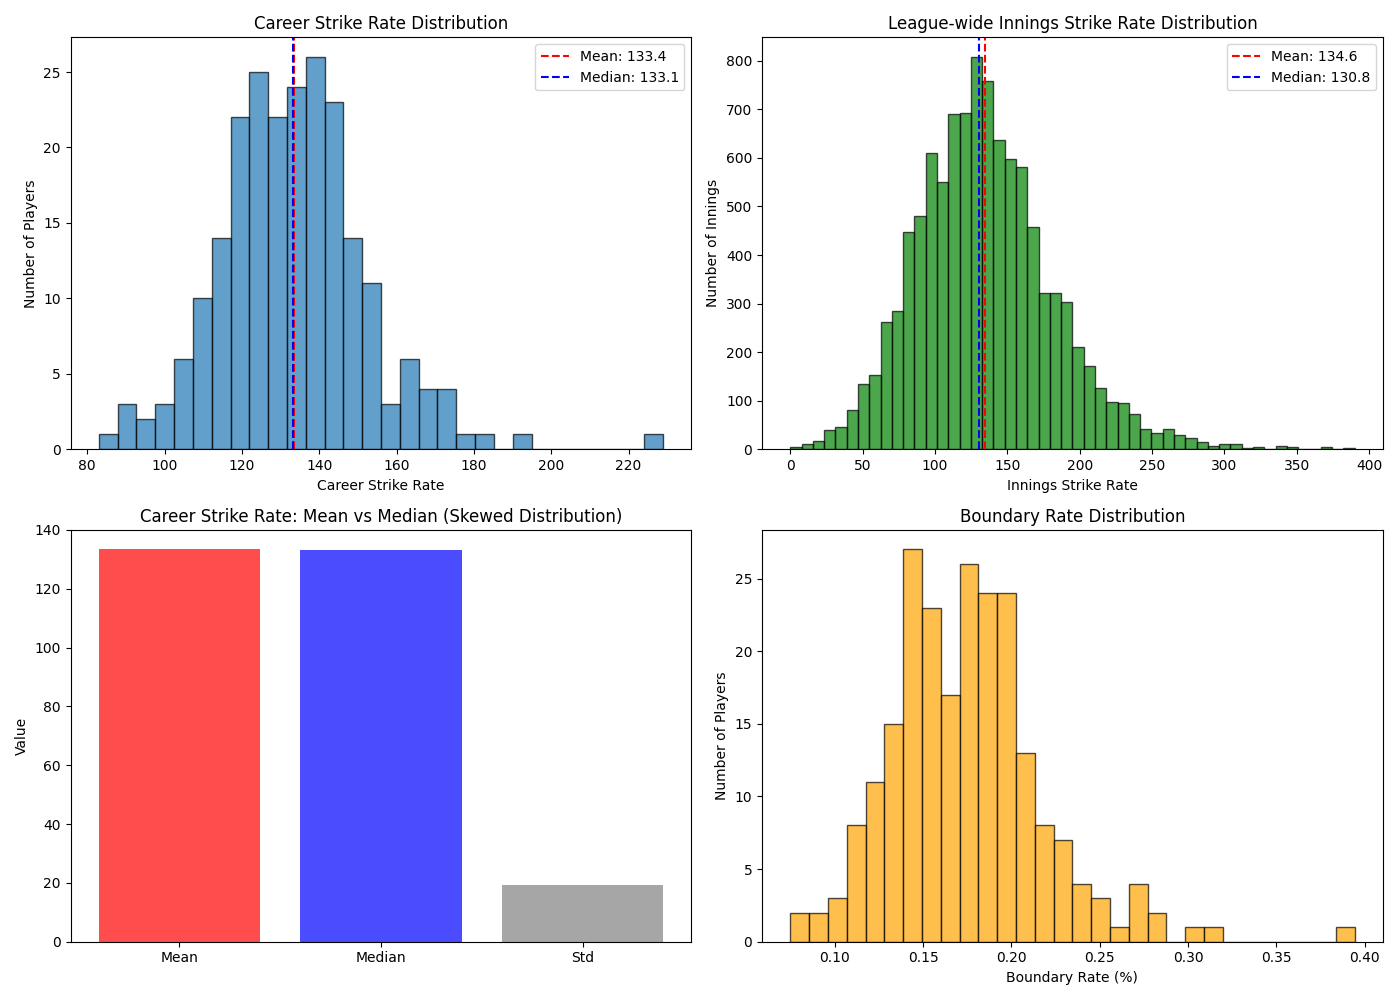 Career Strike Rate Distribution
Number of Players
25
20
15
10
5
0
80 100 120 140 160 180 200 220
Career Strike Rate
Mean: 133.4
Median: 133.1
League-wide Innings Strike Rate Distribution
Number of Innings
800
700
600
500
400
300
200
100
0
0 50 100 150 200 250 300 350 400
Innings Strike Rate
Mean: 134.6
Median: 130.8
Career Strike Rate: Mean vs Median (Skewed Distribution)
Value
140
120
100
80
60
40
20
0
Mean Median Std
Boundary Rate Distribution
Number of Players
25
20
15
10
5
0
0.10 0.15 0.20 0.25 0.30 0.35 0.40
Boundary Rate (%)